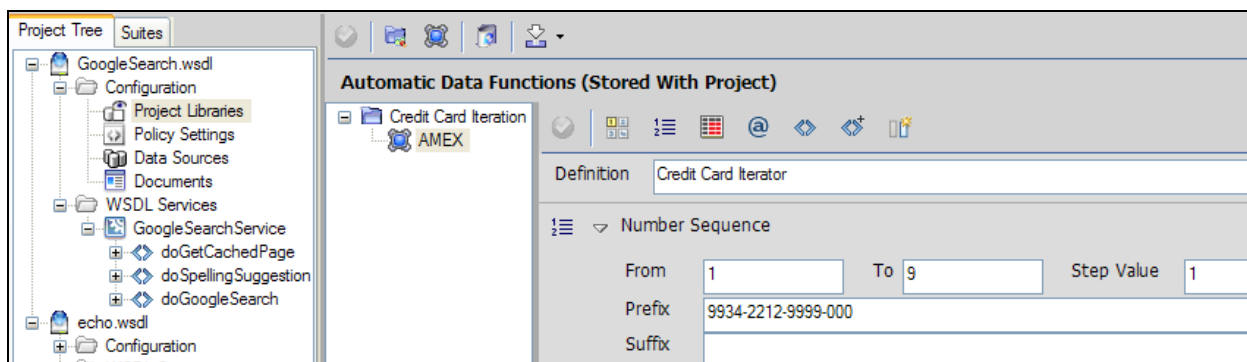 Project Tree Suites
GoogleSearch.wsdl
Configuration
Project Libraries
Policy Settings
Data Sources
Documents
WSDL Services
GoogleSearchService
doGetCachedPage
doSpellingSuggestion
doGoogleSearch
echo.wsdl
Configuration
Automatic Data Functions (Stored With Project)
Credit Card Iteration
AMEX
Definition Credit Card Iterator
Number Sequence
From 1 To 9 Step Value 1
Prefix 9934-2212-9999-000
Suffix